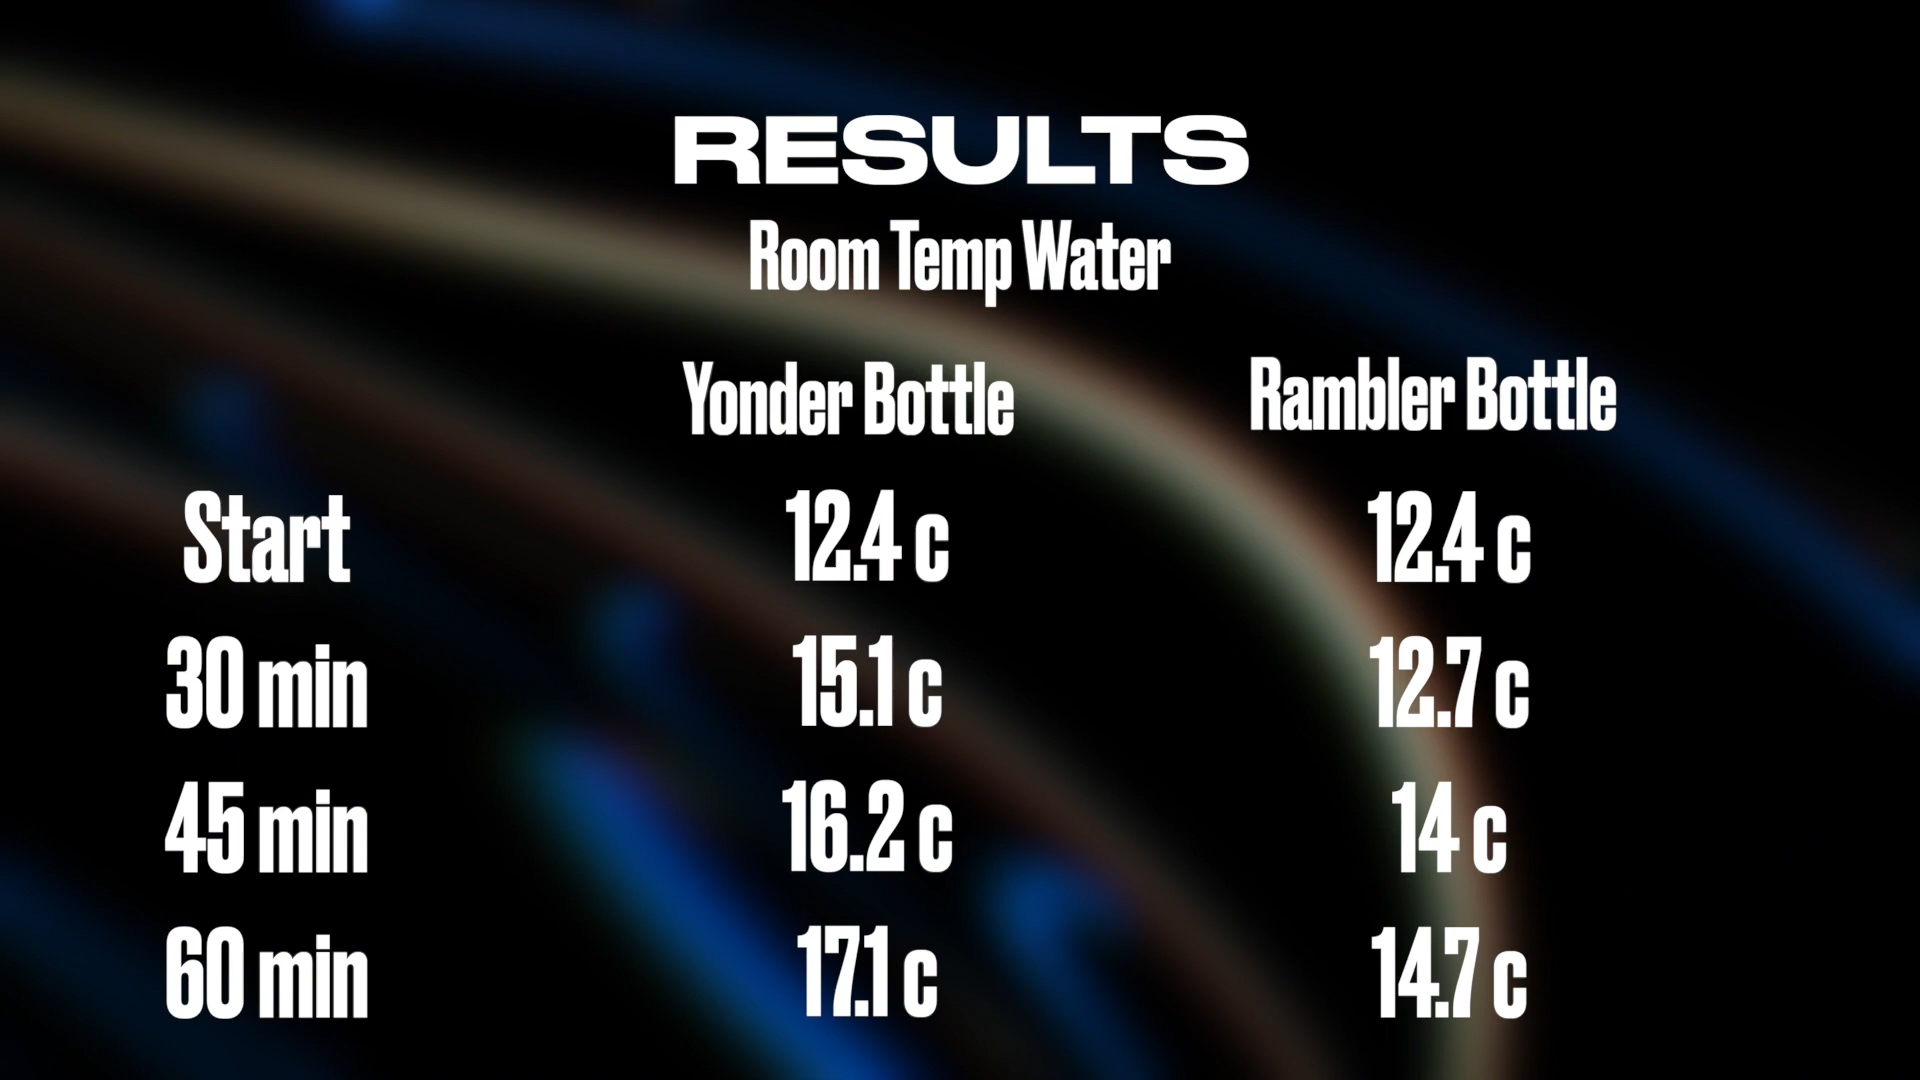 RESULTS
Room Temp Water
Yonder Bottle Rambler Bottle
Start 12.4 c 12.4 c
30 min 15.1 c 12.7 c
45 min 16.2 c 14 c
60 min 17.1 c 14.7 c